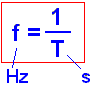 f = 1/T
Hz s